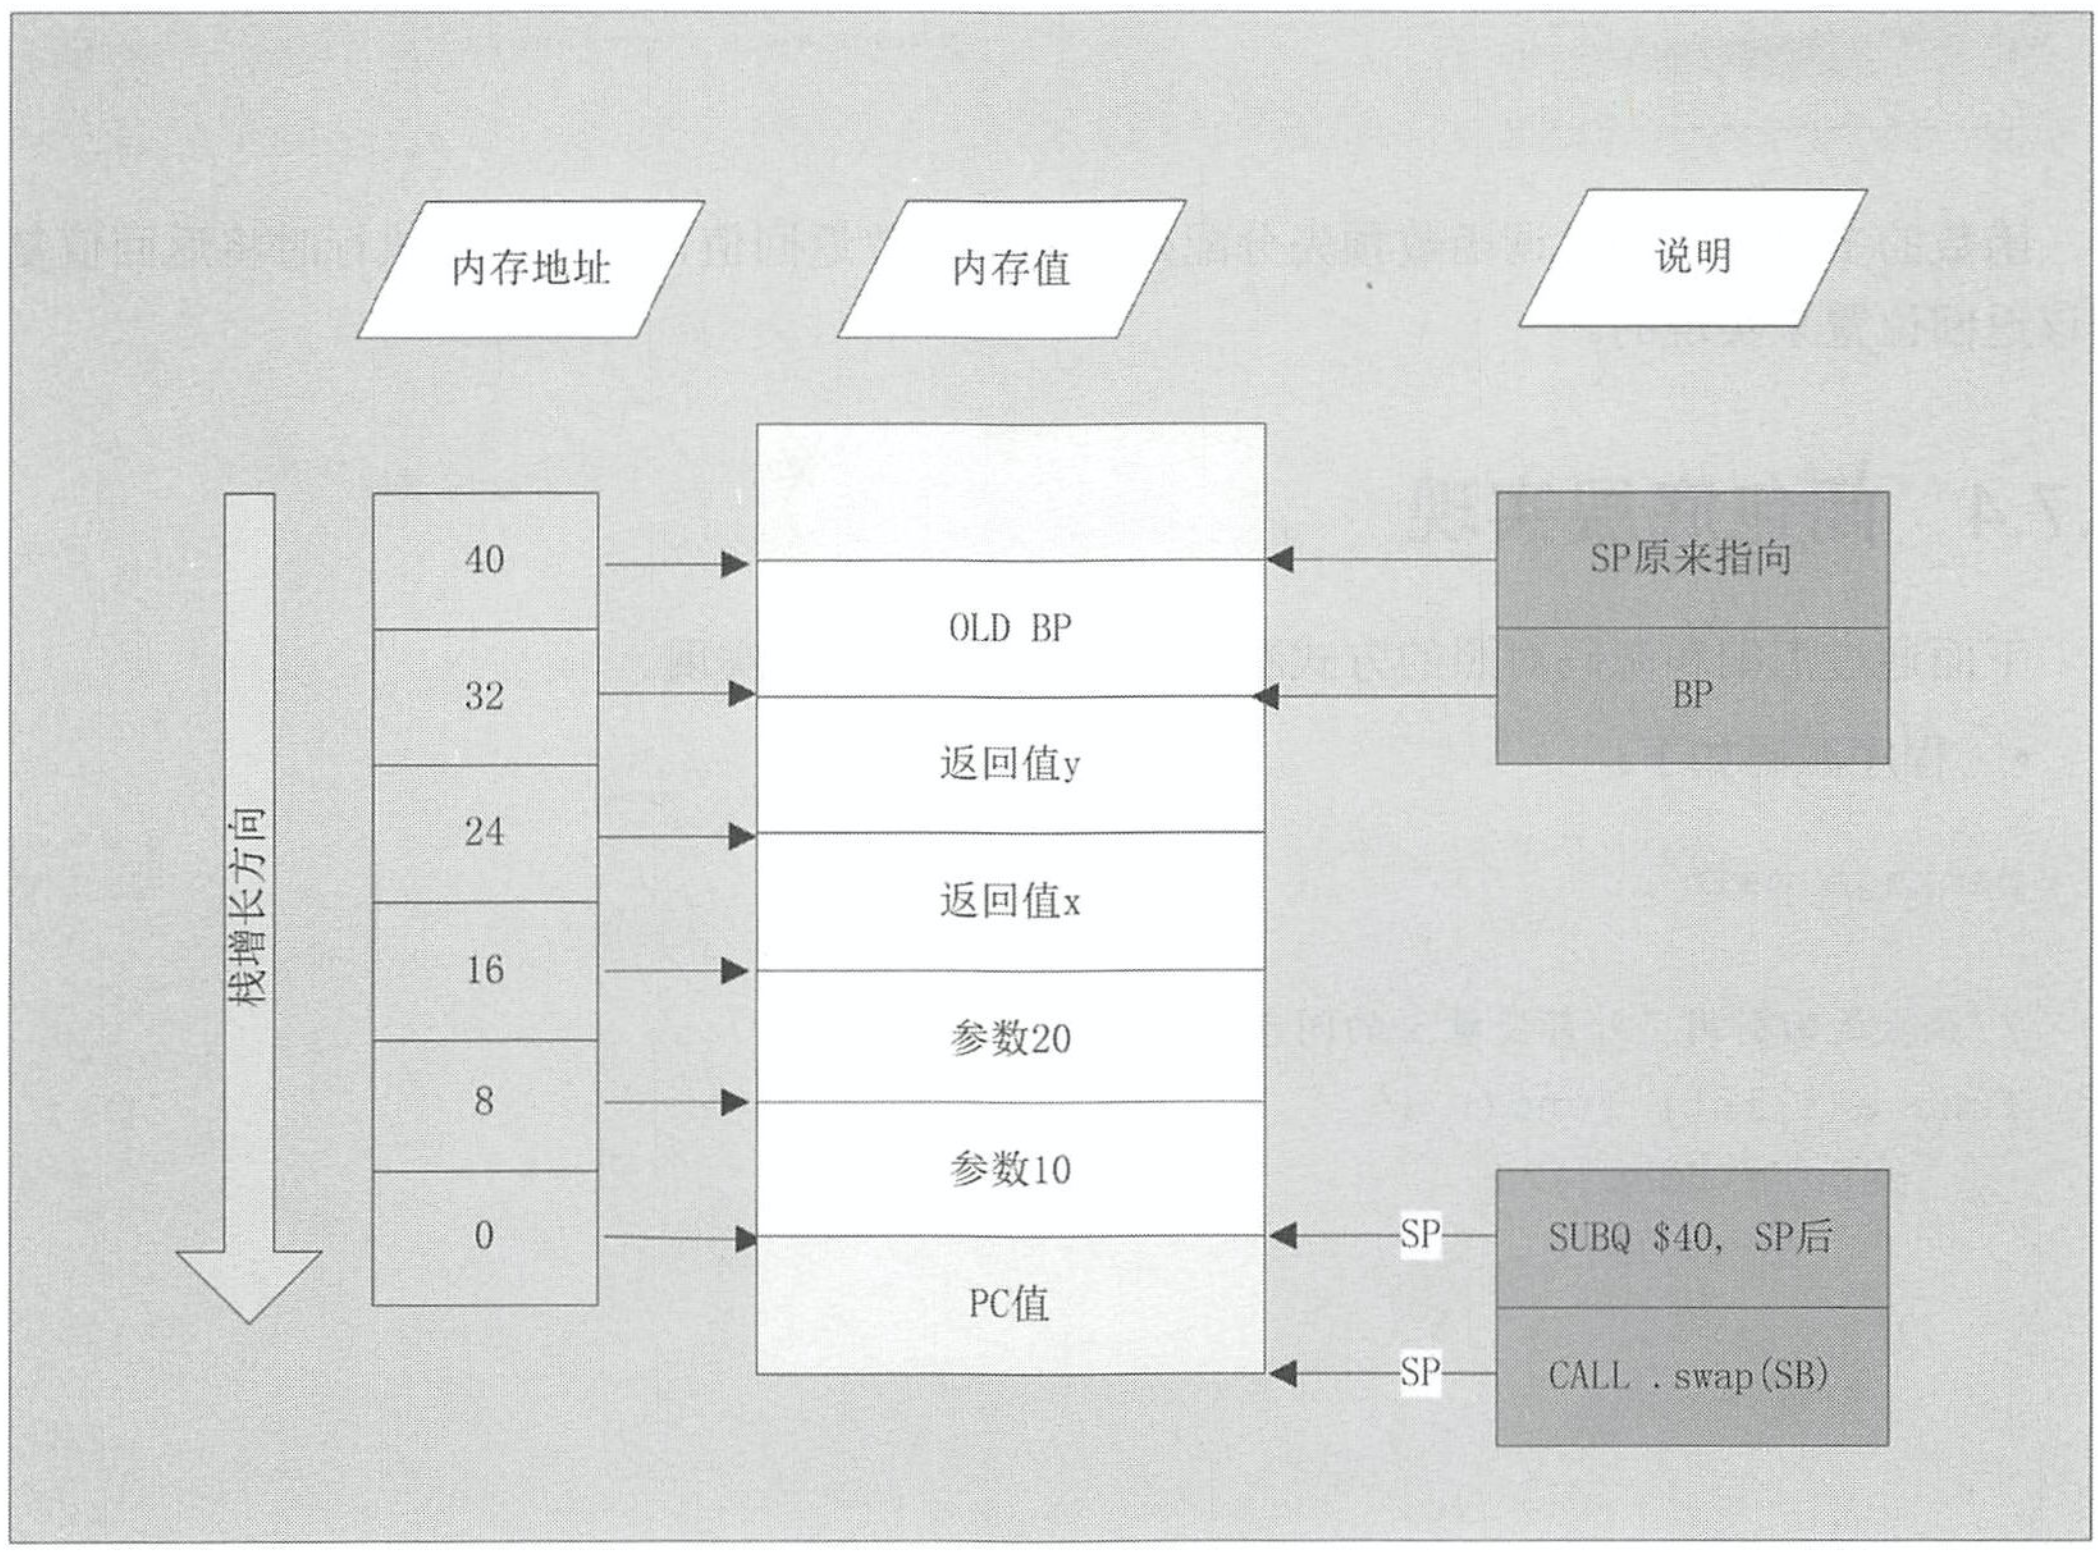 内存地址
内存值
说明
40
SP原来指向
OLD BP
32
BP
返回值y
24
返回值x
16
参数20
8
参数10
0
SP
SUBQ $40, SP后
PC值
SP
CALL .swap(SB)
栈增长方向